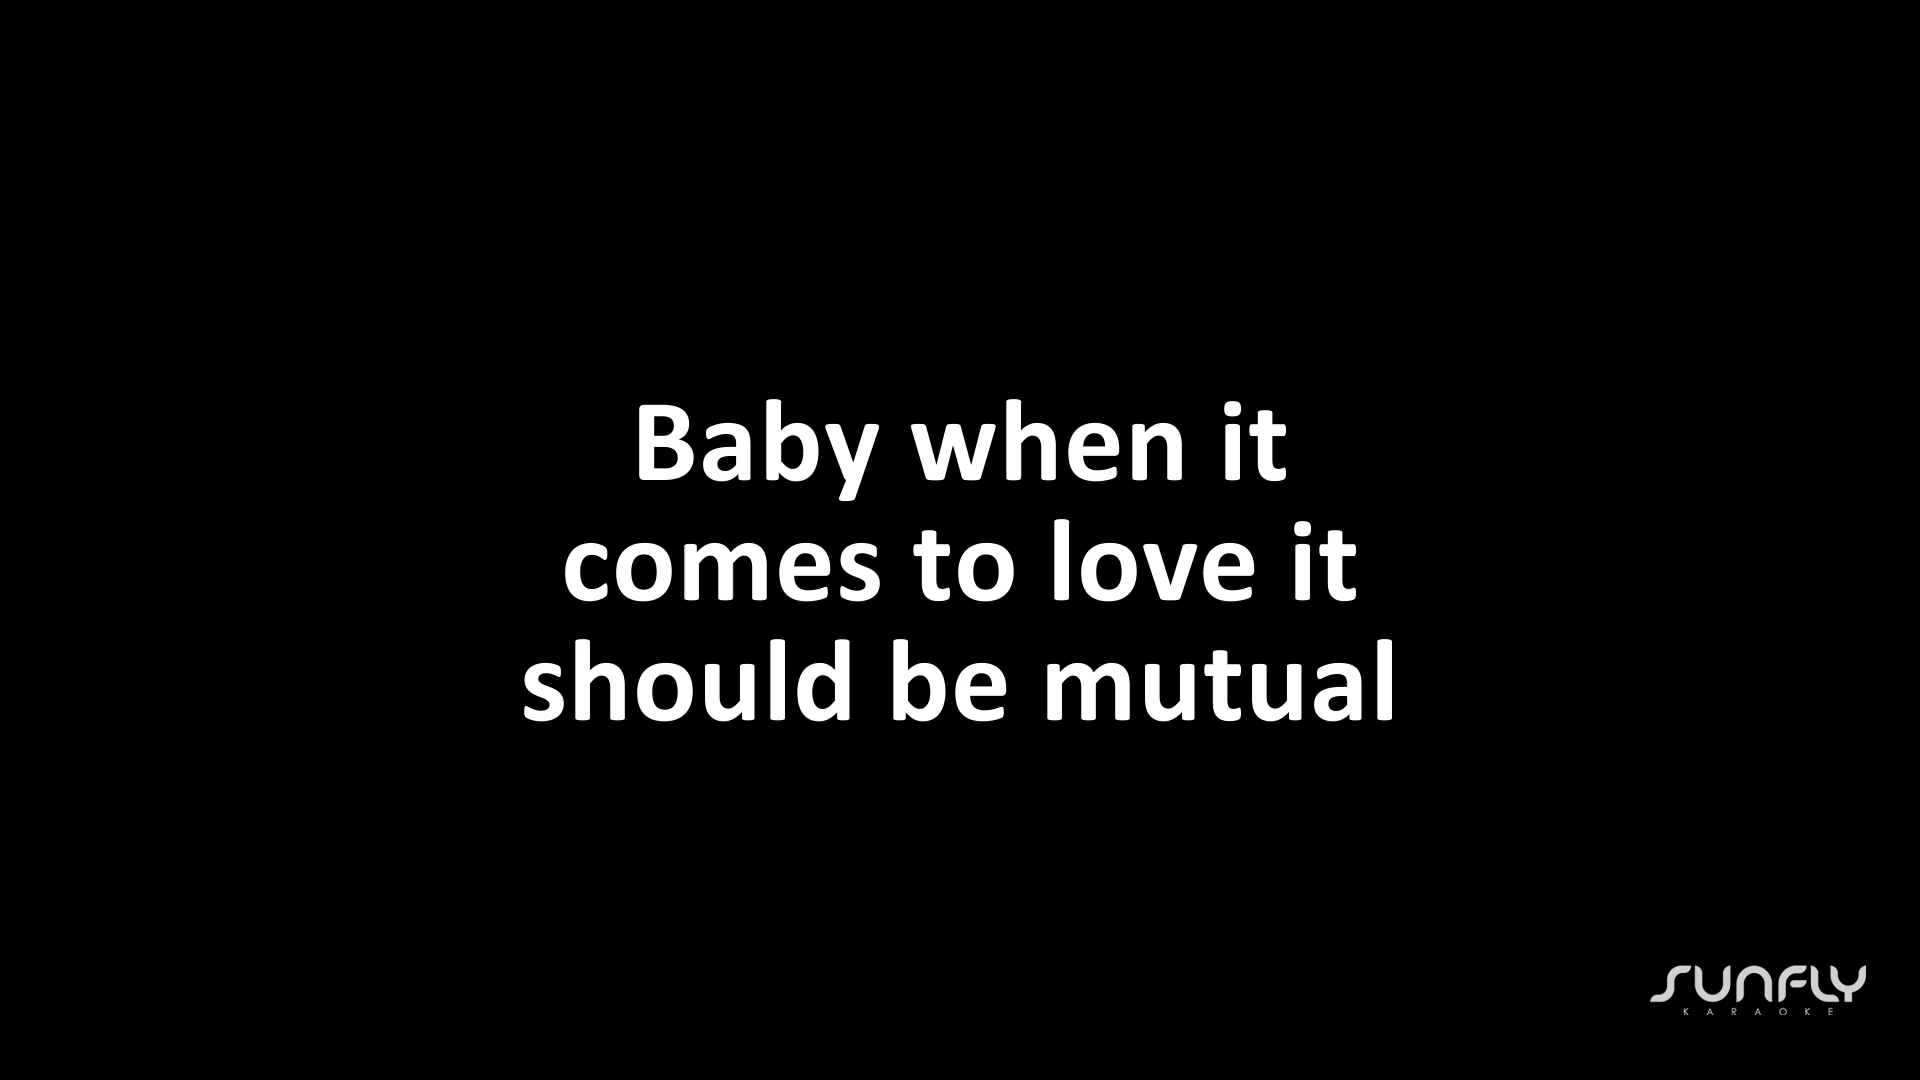 Baby when it
comes to love it
should be mutual
SUNFLY
KARAOKE